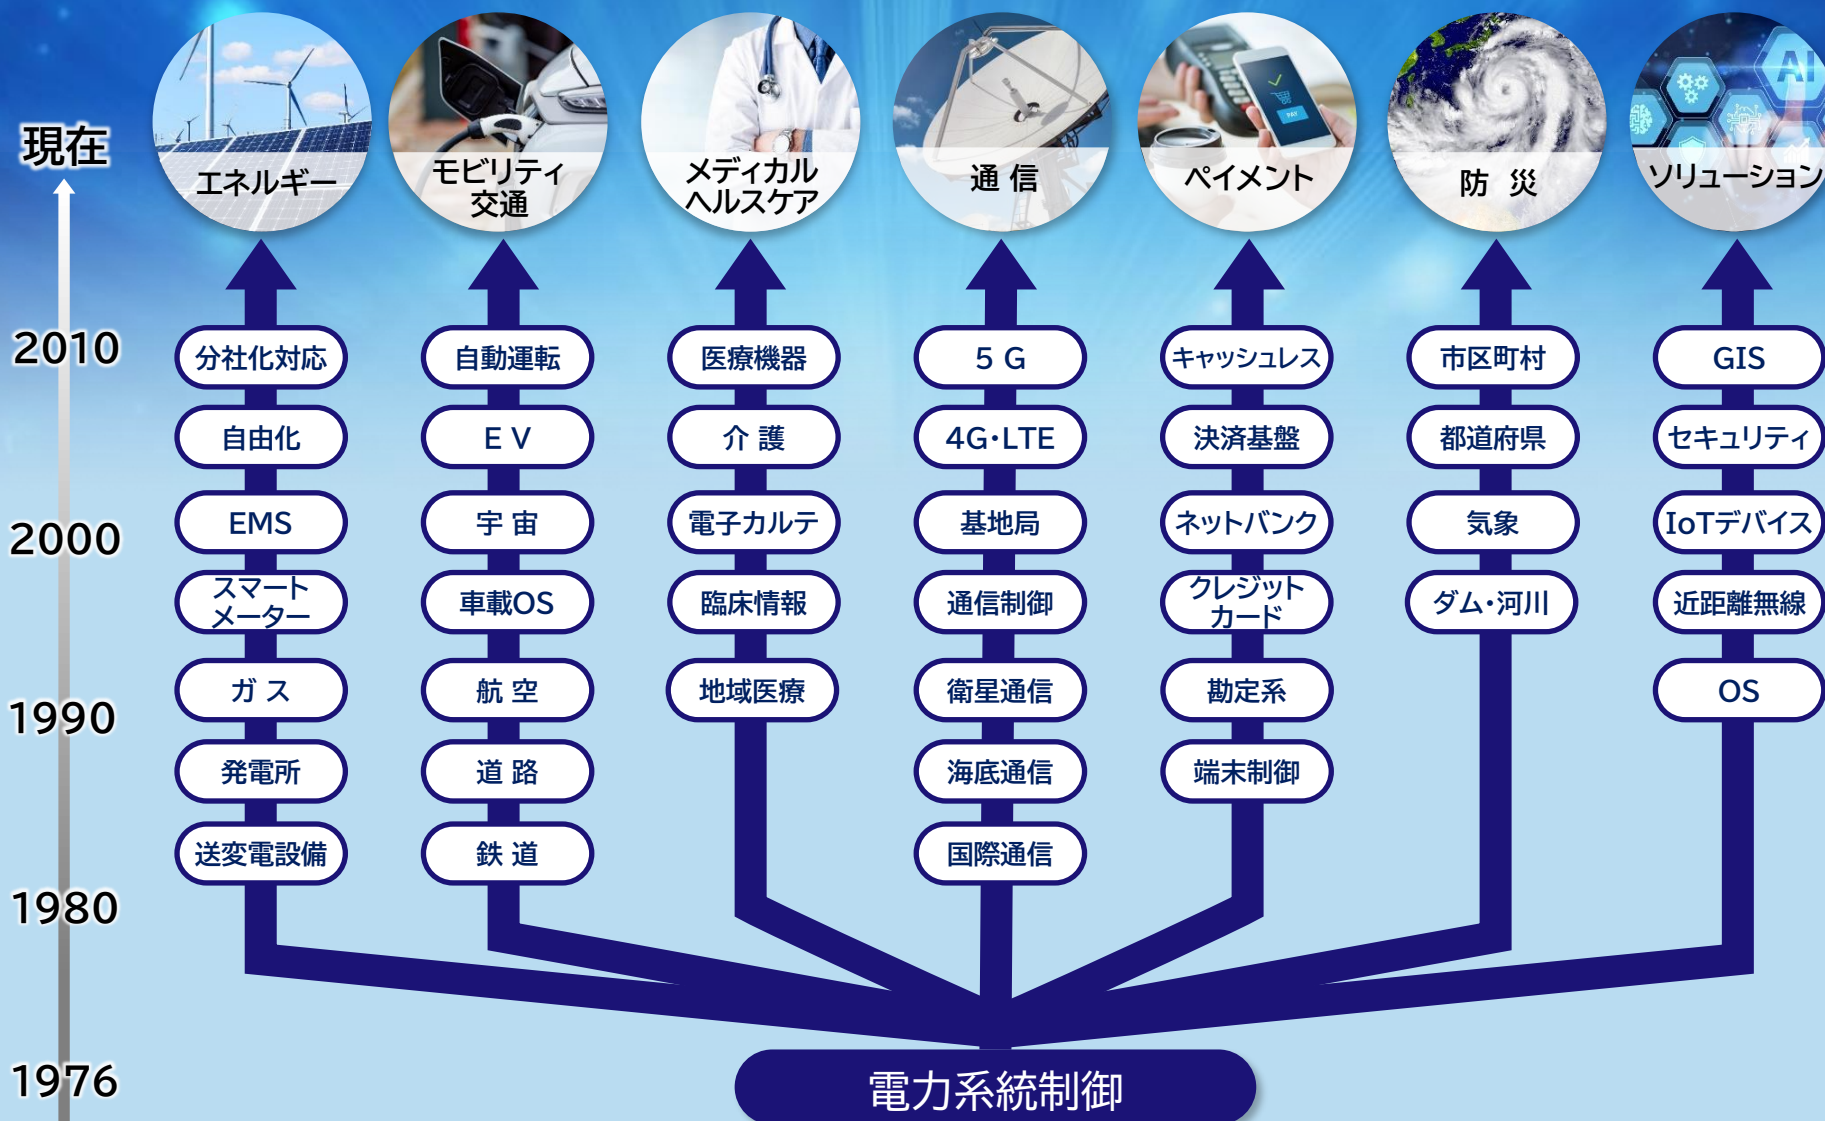 現在
エネルギー
モビリティ
交通
メディカル
ヘルスケア
通 信
ペイメント
PAY
防 災
AI
ソリューション
2010
分社化対応
自動運転
医療機器
5 G
キャッシュレス
市区町村
GIS
自由化
E V
介 護
4G・LTE
決済基盤
都道府県
セキュリティ
2000
EMS
宇 宙
電子カルテ
基地局
ネットバンク
気象
IoTデバイス
スマート
メーター
車載OS
臨床情報
通信制御
クレジット
カード
ダム・河川
近距離無線
1990
ガ ス
航 空
地域医療
衛星通信
勘定系
OS
発電所
道 路
海底通信
端末制御
送変電設備
鉄 道
国際通信
1980
1976
電力系統制御